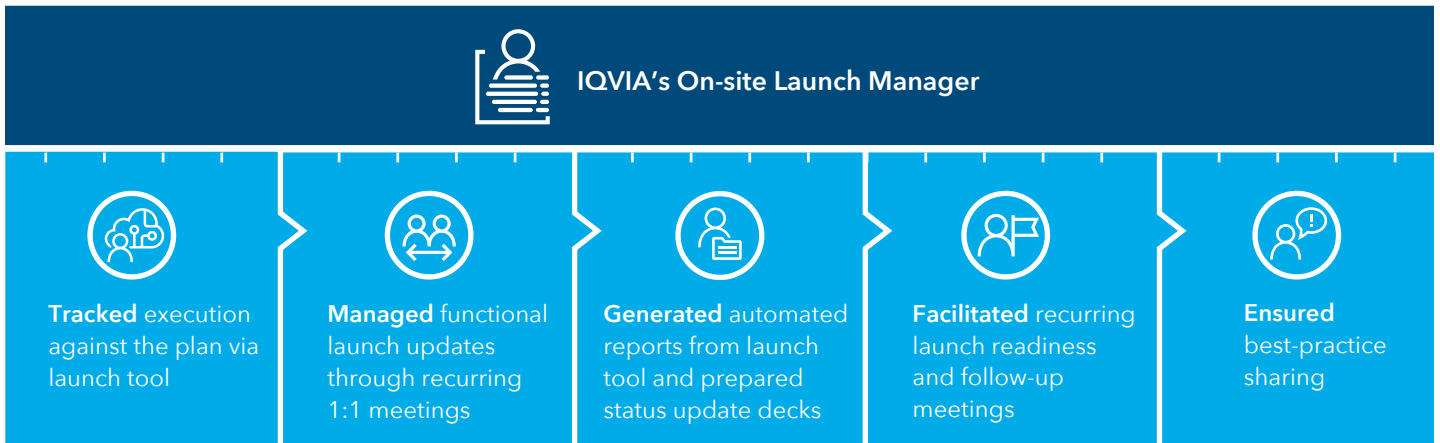 IQVIA’s On-site Launch Manager
Tracked execution
against the plan via
launch tool
Managed functional
launch updates
through recurring
1:1 meetings
Generated automated
reports from launch
tool and prepared
status update decks
Facilitated recurring
launch readiness
and follow-up
meetings
Ensured
best-practice
sharing